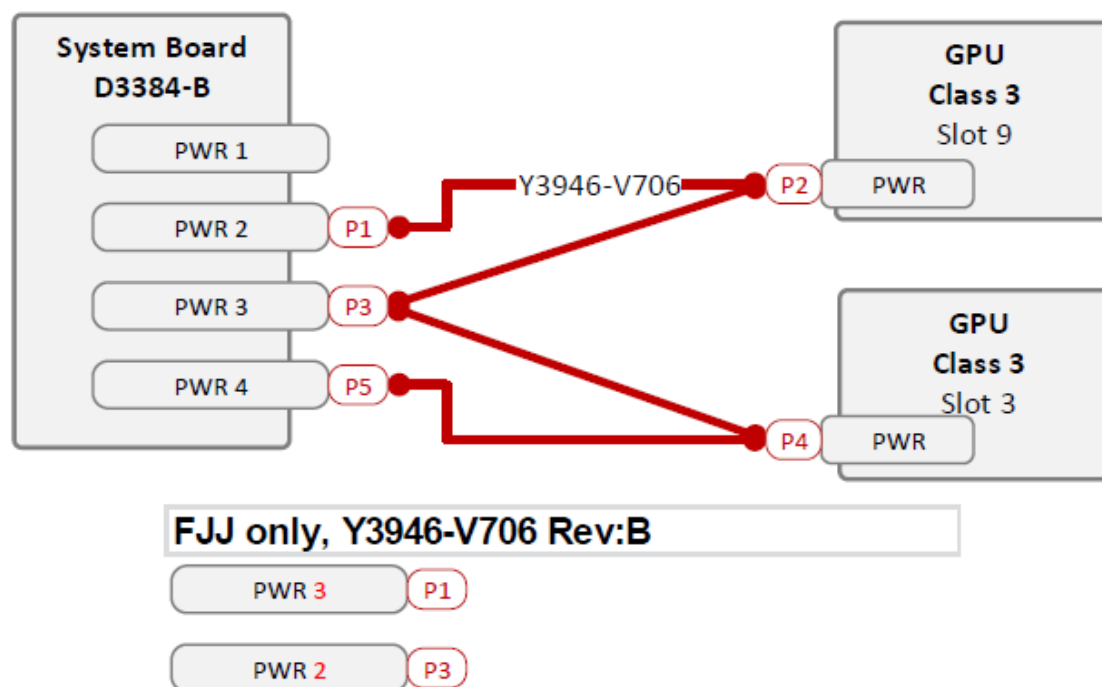 System Board
D3384-B
PWR 1
PWR 2 P1
PWR 3 P3
PWR 4 P5
Y3946-V706
GPU
Class 3
Slot 9
P2 PWR
GPU
Class 3
Slot 3
P4 PWR
FJJ only, Y3946-V706 Rev:B
PWR 3 P1
PWR 2 P3